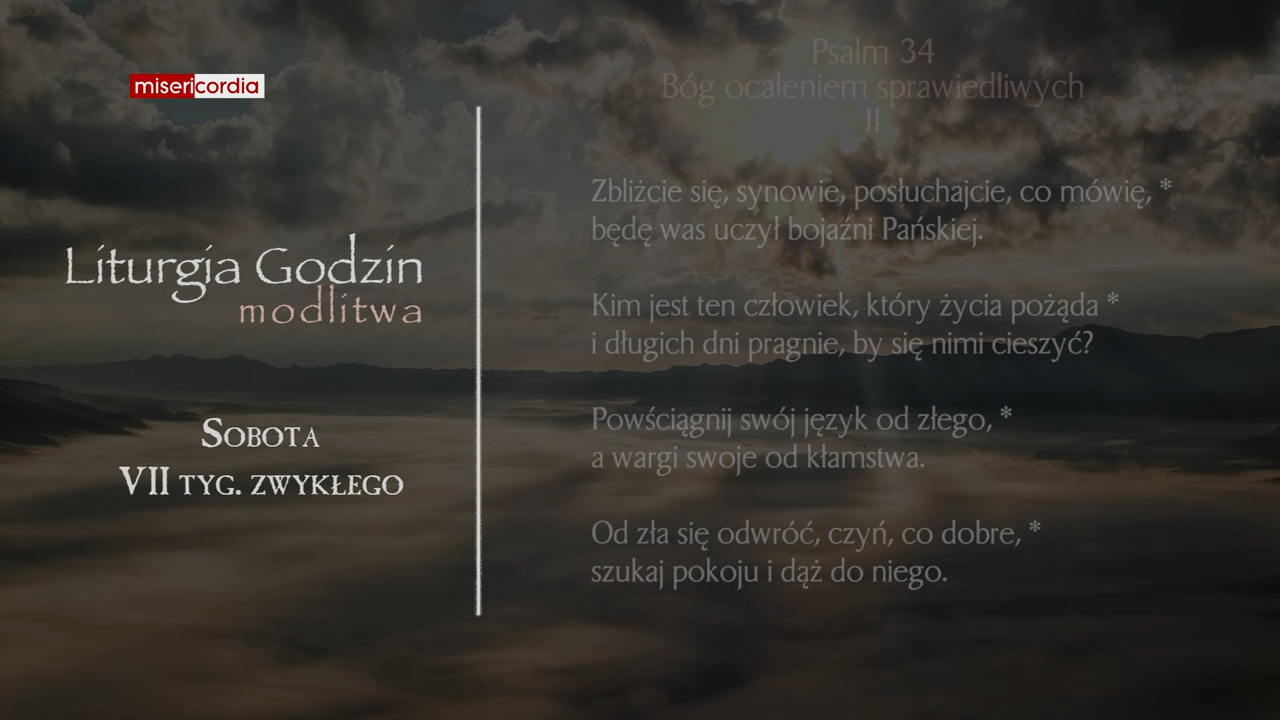 misericordia
Liturgia Godzin
modlitwa
Sobota
VII tyg. zwykłego
Psalm 34
Bóg ocaleniem sprawiedliwych
II
Zbliżcie się, synowie, posłuchajcie, co mówię, *
będę was uczył bojaźni Pańskiej.
Kim jest ten człowiek, który życia pożąda *
i długich dni pragnie, by się nimi cieszyć?
Powściągnij swój język od złego, *
a wargi swoje od kłamstwa.
Od zła się odwróć, czyń, co dobre, *
szukaj pokoju i dąż do niego.